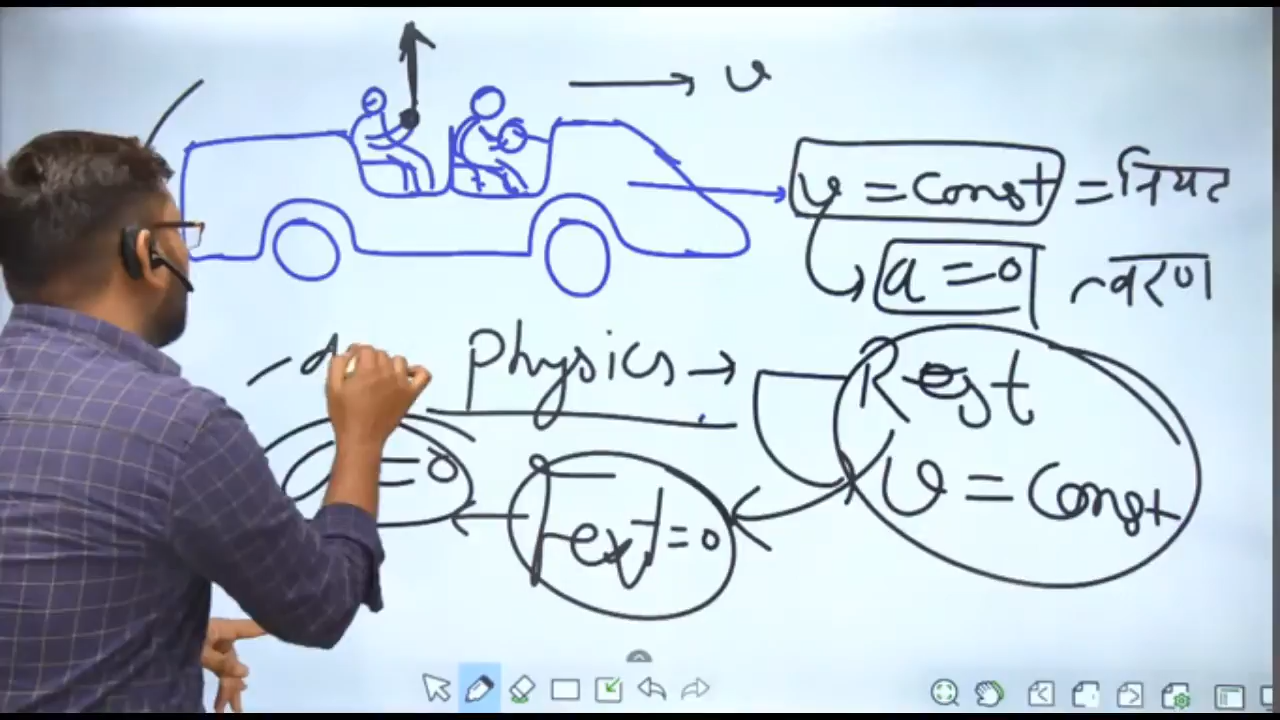 v
v = const = नियत
a = 0 त्वरण
Physics → Rest
= 0 Fext = 0 v = Const